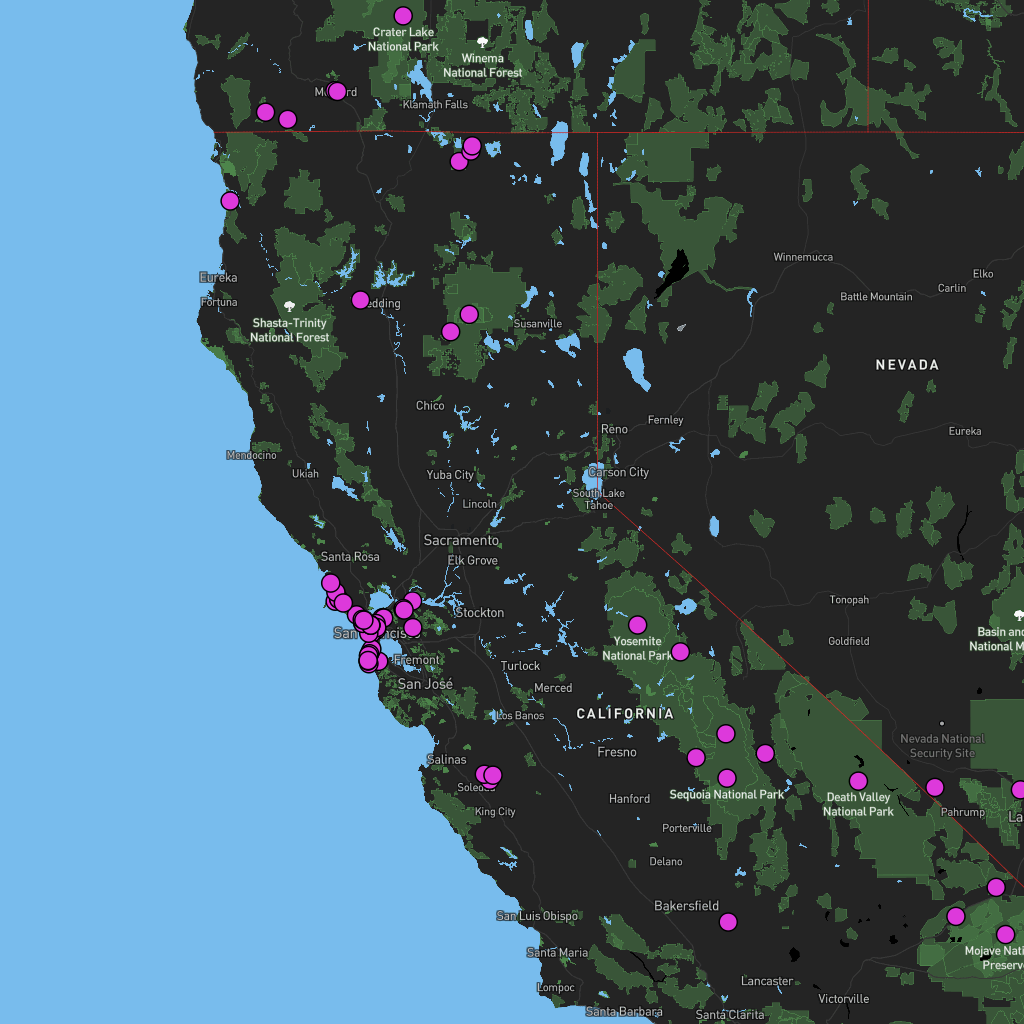 Crater Lake
National Park
Winema
National Forest
Klamath Falls
Winnemucca
Eureka
Elko
Carlin
Battle Mountain
Fortuna
Susanville
Shasta-Trinity
National Forest
NEVADA
Chico
Fernley
Reno
Eureka
Mendocino
Ukiah
Yuba City
Carson City
South Lake
Tahoe
Lincoln
Sacramento
Santa Rosa
Elk Grove
Tonopah
Stockton
Goldfield
Basin and
Yosemite
National Park
National M
San
Fremont
Turlock
San José
Merced
Los Banos
CALIFORNIA
Nevada National
Security Site
Fresno
Salinas
Sequoia National Park
Hanford
Death Valley
National Park
King City
Pahrump
La
Porterville
Delano
Bakersfield
San Luis Obispo
Santa Maria
Mojave Nati
Preserv
Lancaster
Lompoc
Victorville
Santa Barbara
Santa Clarita